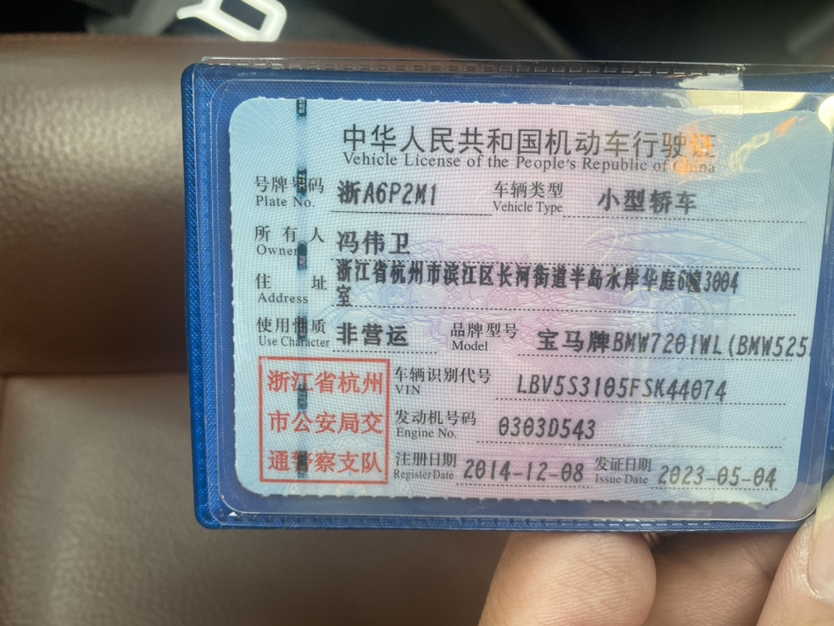 中华人民共和国机动车行驶证
Vehicle License of the People's Republic of China
号牌号码 浙A6P2M1 车辆类型 小型轿车
Plate No. Vehicle Type
所有人 冯伟卫
Owner
住址 浙江省杭州市滨江区长河街道半岛水岸华庭6幢3004
Address 室
使用性质 非营运 品牌型号 宝马牌BMW7201WL(BMW525
Use Character Model
浙江省杭州 车辆识别代号 LBV5S3105FSK44074
VIN
市公安局交 发动机号码 0303D543
Engine No.
通警察支队 注册日期 2014-12-08 发证日期 2023-05-04
Register Date Issue Date